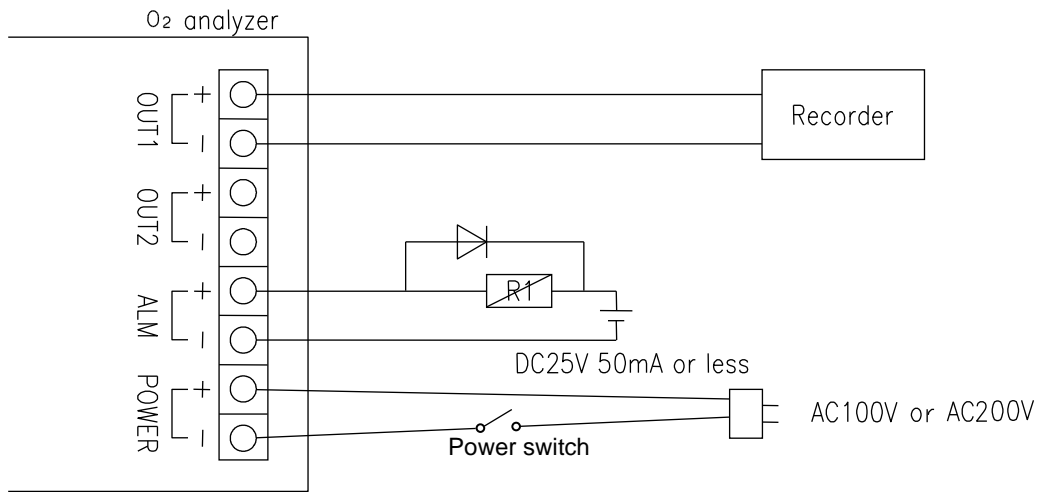 O2 analyzer
OUT1
+
−
Recorder
OUT2
+
−
ALM
+
−
R1
DC25V 50mA or less
POWER
+
−
AC100V or AC200V
Power switch